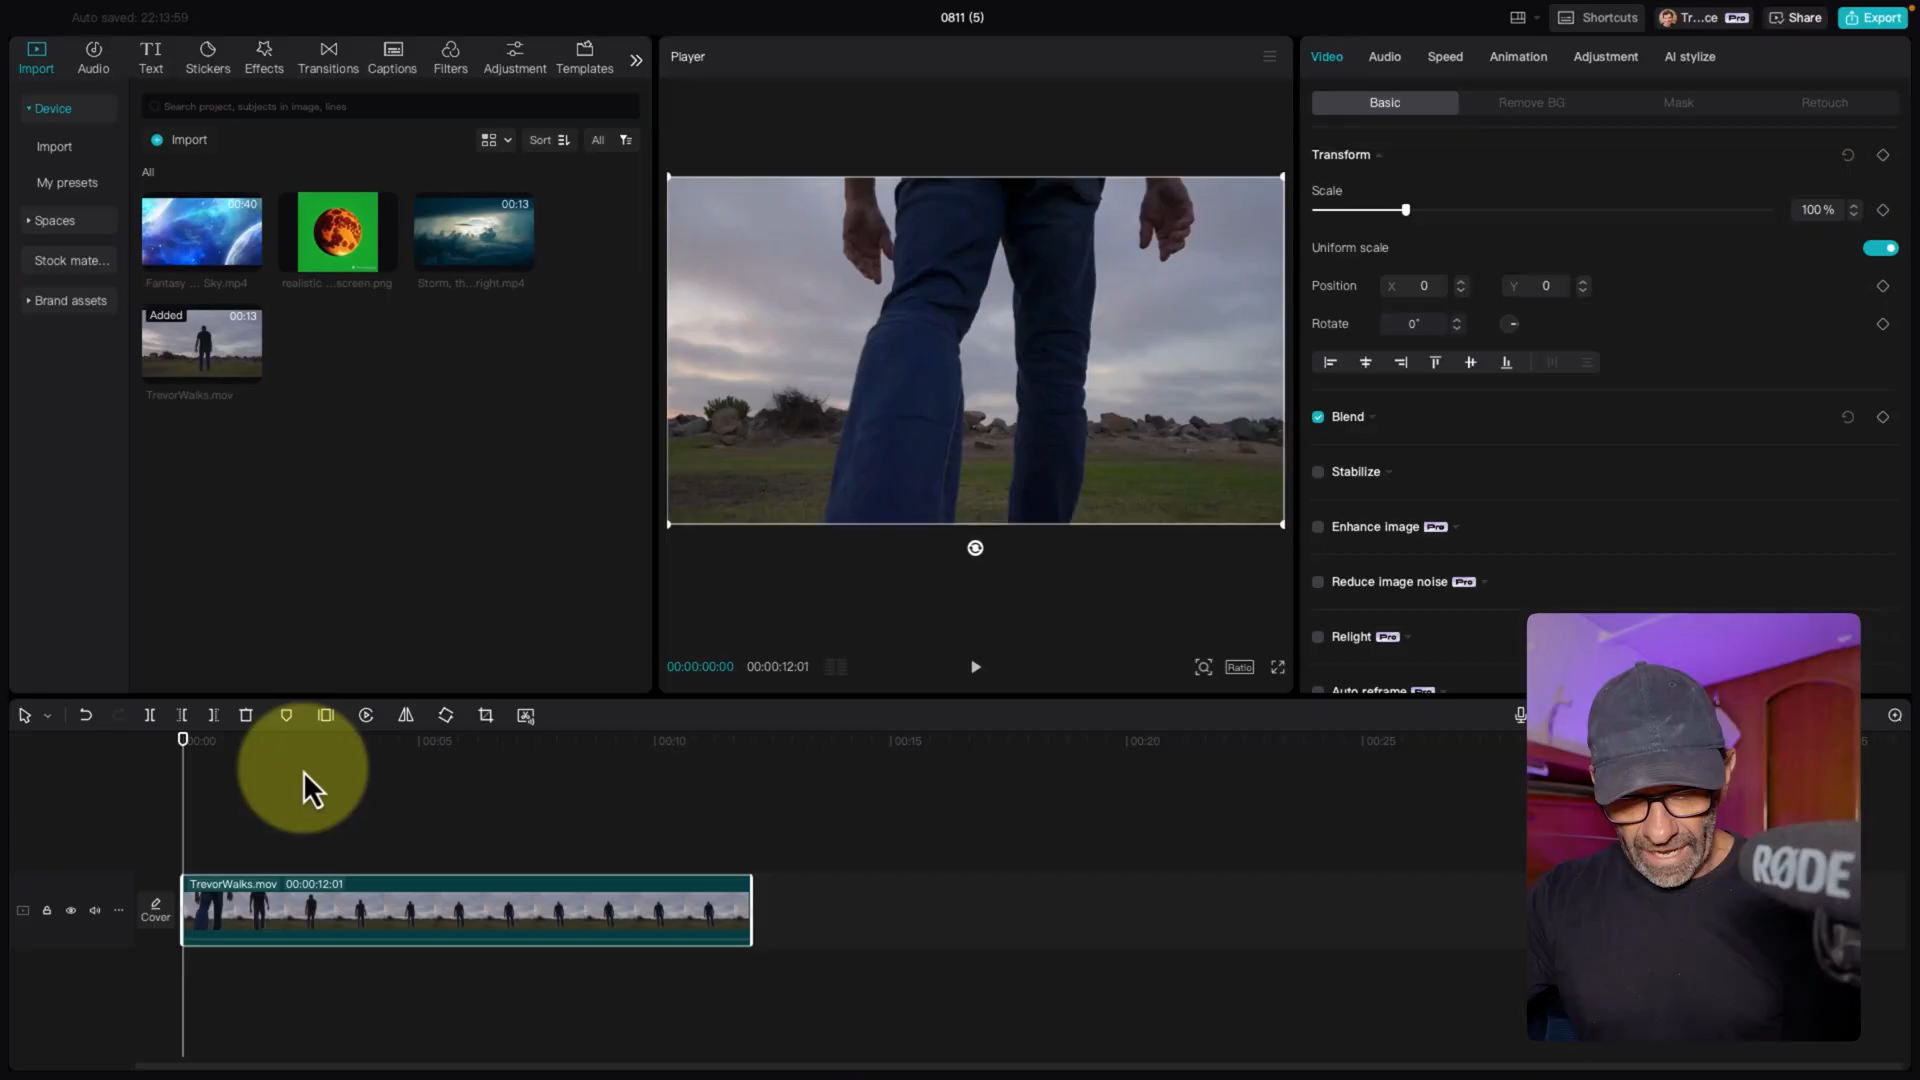 Auto saved: 22:13:59
0811 (5)
Shortcuts
Tr...ce Pro
Share
Export
Import
Audio
TI
Text
Stickers
Effects
Transitions
Captions
Filters
Adjustment
Templates
Player
Video
Audio
Speed
Animation
Adjustment
AI stylize
Device
Import
My presets
Spaces
Stock mate...
Brand assets
Search project, subjects in image, lines
Import
Sort
All
All
00:40
Fantasy ... Sky.mp4
realistic ...screen.png
00:13
Storm, th...right.mp4
Added
00:13
TrevorWalks.mov
00:00:00:00
00:00:12:01
Ratio
Basic
Remove BG
Mask
Retouch
Transform
Scale
100 %
Uniform scale
Position
X 0
Y 0
Rotate
0°
Blend
Stabilize
Enhance image Pro
Reduce image noise Pro
Relight Pro
Auto reframe Pro
00:00
00:05
00:10
00:15
00:20
00:25
Cover
TrevorWalks.mov 00:00:12:01
RØDE